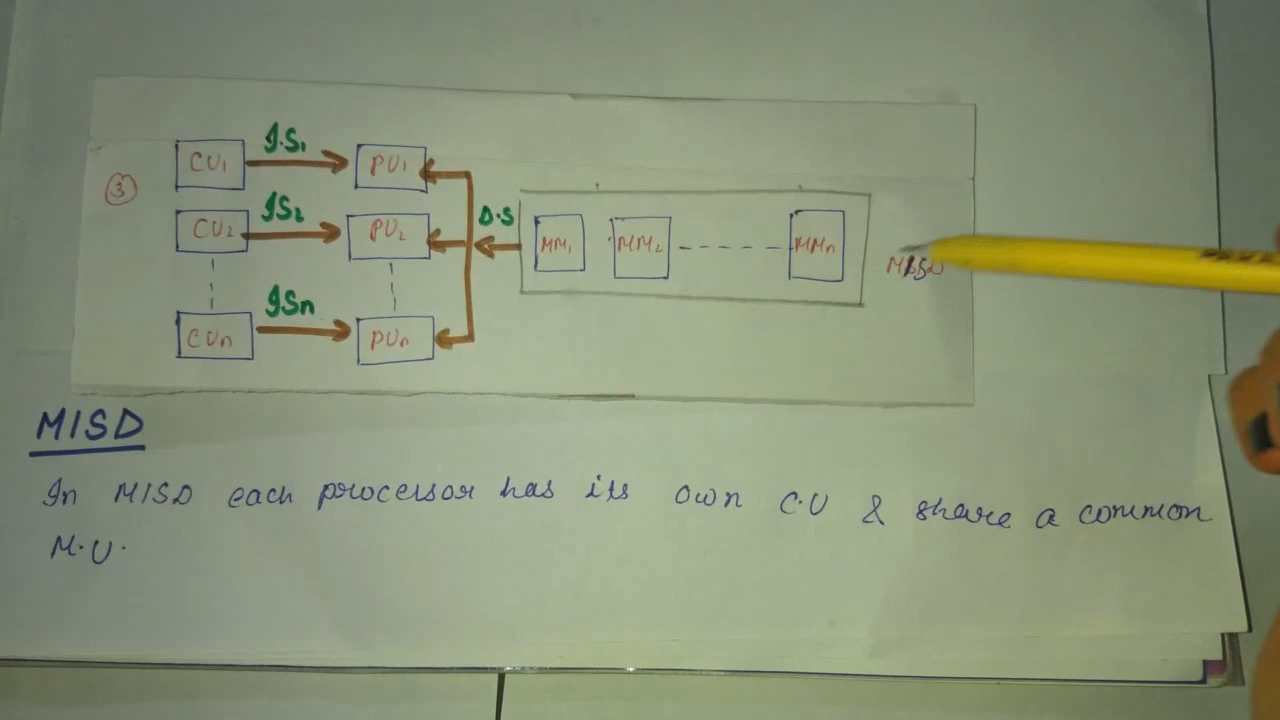 I.S1
CU1
PU1
3
IS2
D.S
CU2
PU2
MM1
MM2
MMn
MISD
ISn
CUn
PUn
MISD
In MISD each processor has its own C.U & share a common
M.U.